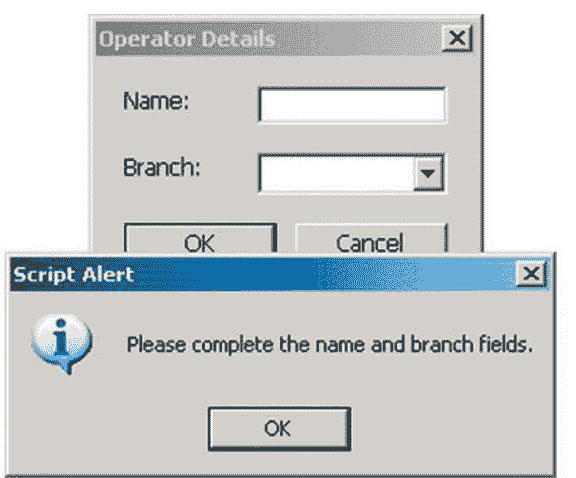 Operator Details
Name:
Branch:
OK Cancel
Script Alert
Please complete the name and branch fields.
OK